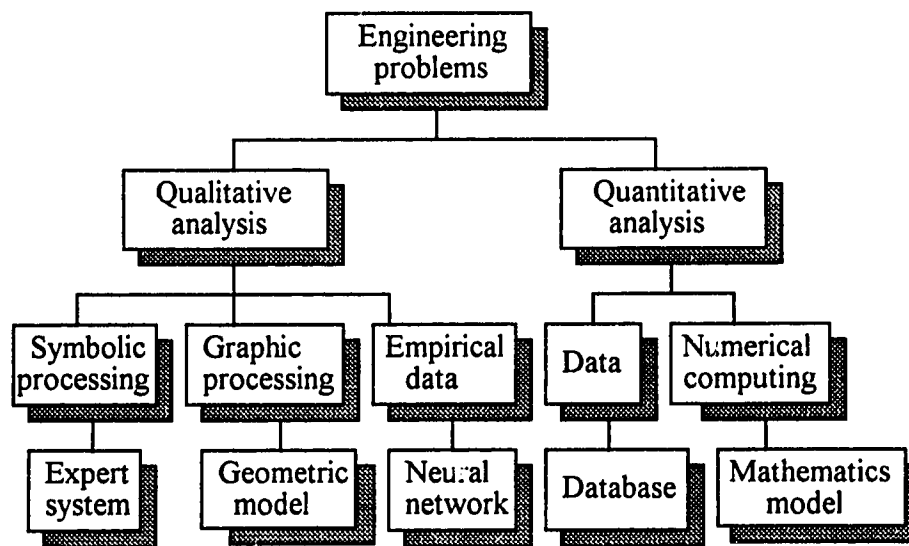 Engineering
problems
Qualitative
analysis
Quantitative
analysis
Symbolic
processing
Graphic
processing
Empirical
data
Data
Numerical
computing
Expert
system
Geometric
model
Neural
network
Database
Mathematics
model